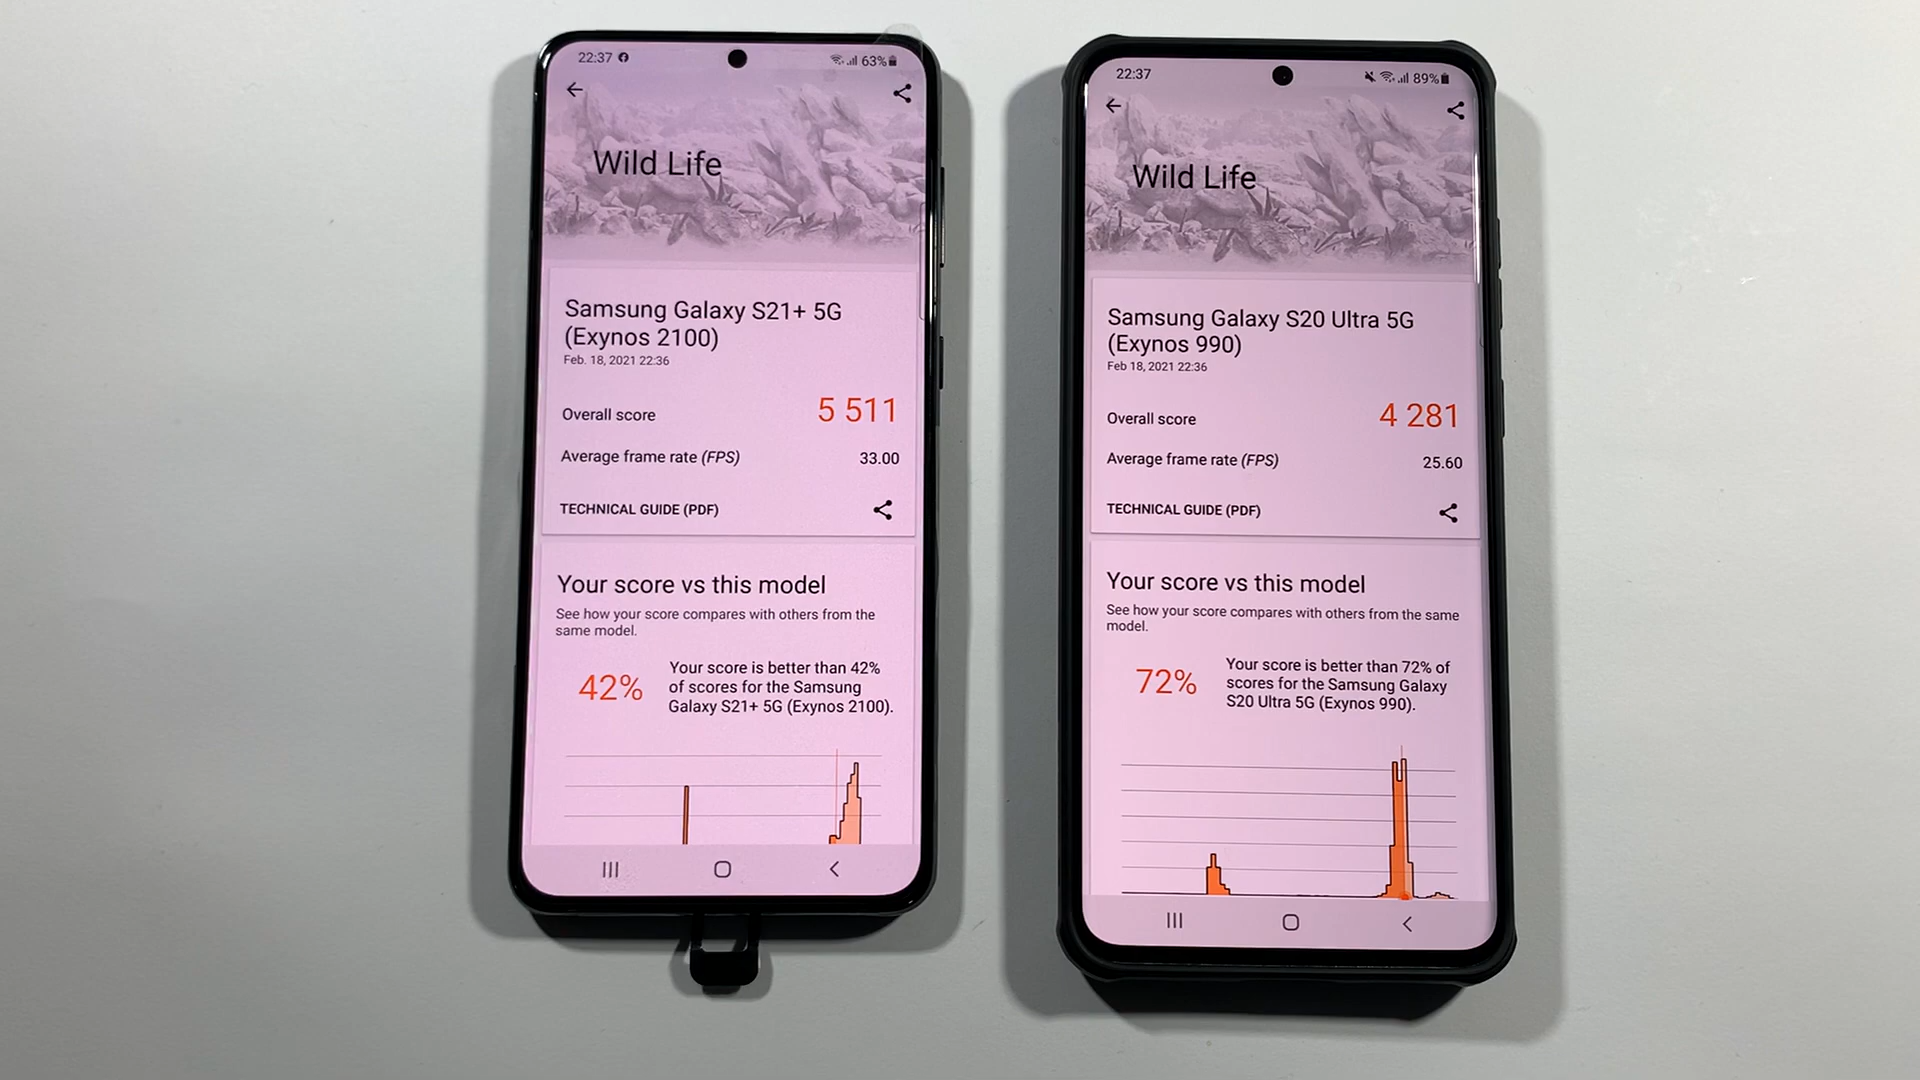 22:37
63%
Wild Life
Samsung Galaxy S21+ 5G
(Exynos 2100)
Feb. 18, 2021 22:36
Overall score
5 511
Average frame rate (FPS)
33.00
TECHNICAL GUIDE (PDF)
Your score vs this model
See how your score compares with others from the
same model.
42%
Your score is better than 42%
of scores for the Samsung
Galaxy S21+ 5G (Exynos 2100).
22:37
89%
Wild Life
Samsung Galaxy S20 Ultra 5G
(Exynos 990)
Feb 18, 2021 22:36
Overall score
4 281
Average frame rate (FPS)
25.60
TECHNICAL GUIDE (PDF)
Your score vs this model
See how your score compares with others from the same
model.
72%
Your score is better than 72% of
scores for the Samsung Galaxy
S20 Ultra 5G (Exynos 990).